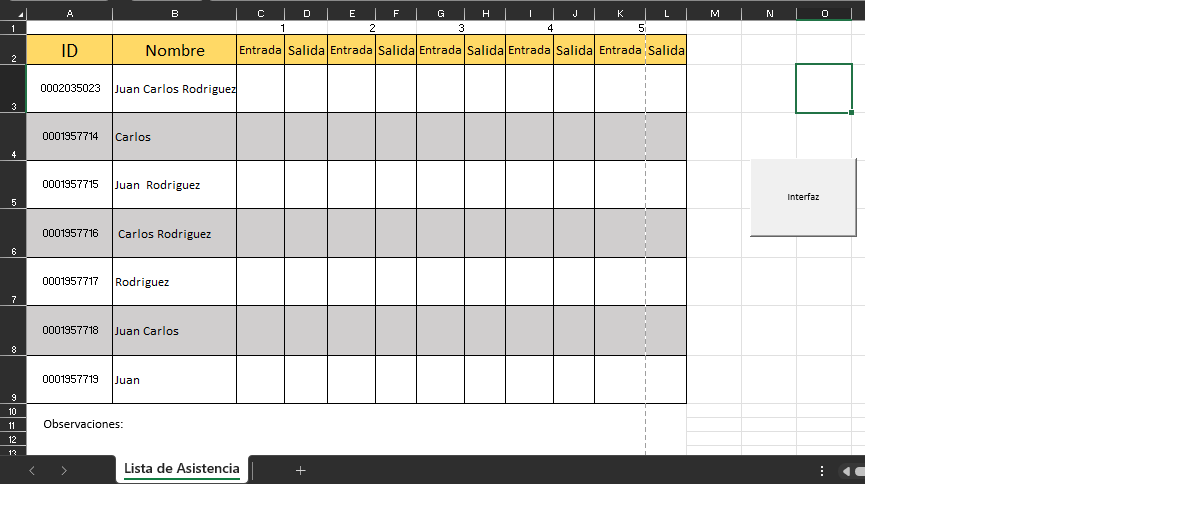 A B C D E F G H I J K L M N O
1 1 2 3 4 5
2 ID Nombre Entrada Salida Entrada Salida Entrada Salida Entrada Salida Entrada Salida
3 0002035023 Juan Carlos Rodriguez
4 0001957714 Carlos
5 0001957715 Juan Rodriguez
6 0001957716 Carlos Rodriguez
7 0001957717 Rodriguez
8 0001957718 Juan Carlos
9 0001957719 Juan
Interfaz
10
11 Observaciones:
12
13
Lista de Asistencia